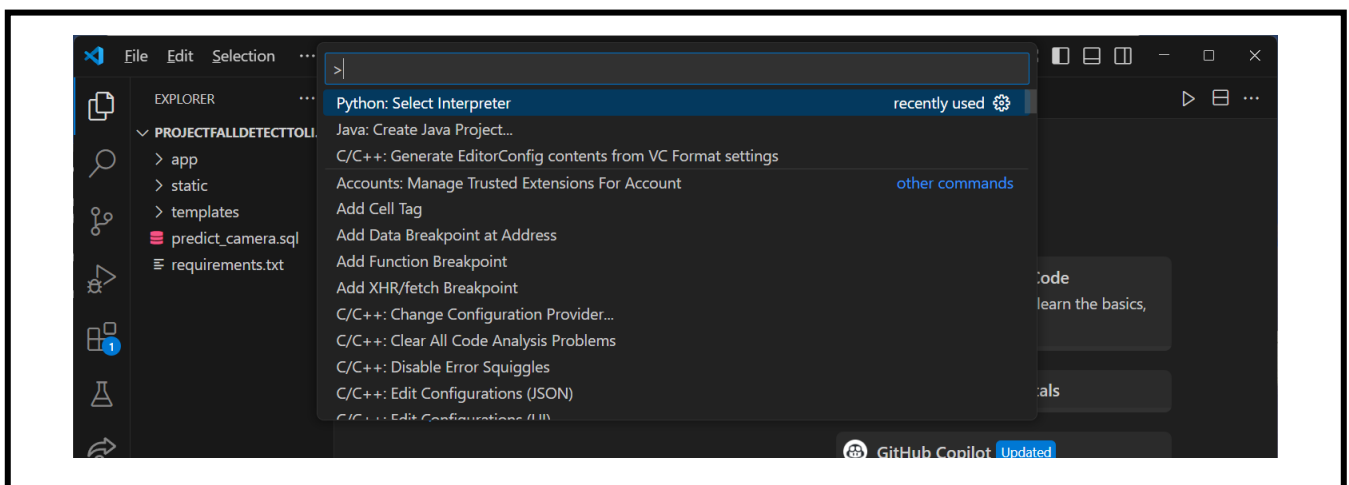 File Edit Selection ···
>
EXPLORER ···
PROJECTFALLDETECTTOLI
app
static
templates
predict_camera.sql
requirements.txt
Python: Select Interpreter recently used
Java: Create Java Project...
C/C++: Generate EditorConfig contents from VC Format settings
Accounts: Manage Trusted Extensions For Account other commands
Add Cell Tag
Add Data Breakpoint at Address
Add Function Breakpoint
Add XHR/fetch Breakpoint
C/C++: Change Configuration Provider...
C/C++: Clear All Code Analysis Problems
C/C++: Disable Error Squiggles
C/C++: Edit Configurations (JSON)
C/C++: Edit Configurations (UI)
Code
learn the basics,
GitHub Copilot Updated
1